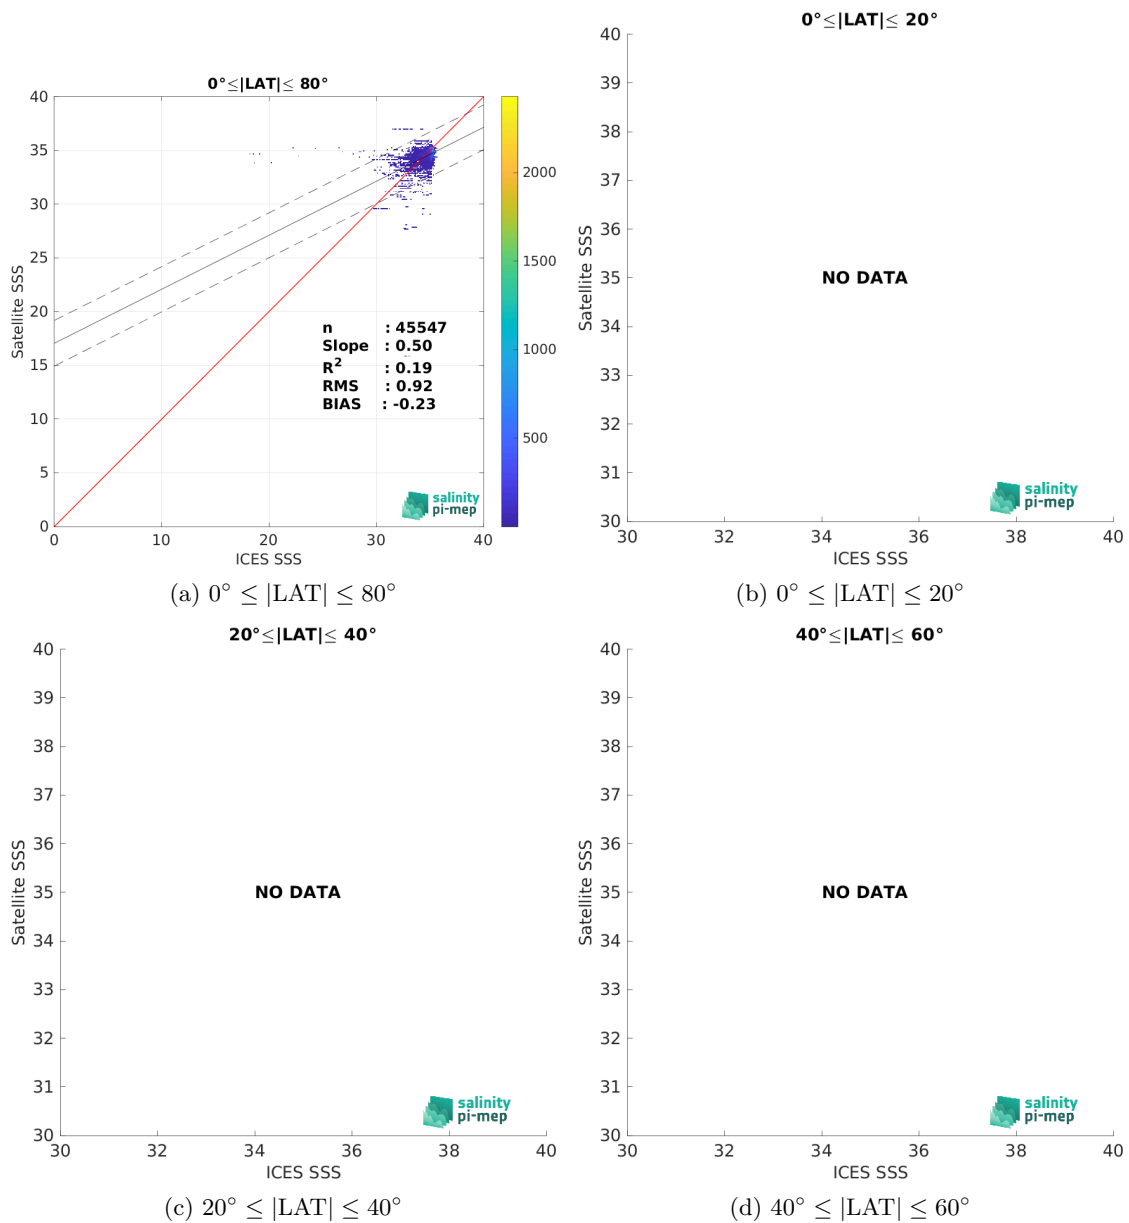 0°≤|LAT|≤ 80°
40
35
30
25
20
15
10
5
0
Satellite SSS
n : 45547
Slope : 0.50
R² : 0.19
RMS : 0.92
BIAS : -0.23
salinity
pi-mep
0 10 20 30 40
ICES SSS
2000
1500
1000
500
(a) 0° ≤ |LAT| ≤ 80°
0°≤|LAT|≤ 20°
40
39
38
37
36
35
34
33
32
31
30
Satellite SSS
NO DATA
salinity
pi-mep
30 32 34 36 38 40
ICES SSS
(b) 0° ≤ |LAT| ≤ 20°
20°≤|LAT|≤ 40°
40
39
38
37
36
35
34
33
32
31
30
Satellite SSS
NO DATA
salinity
pi-mep
30 32 34 36 38 40
ICES SSS
(c) 20° ≤ |LAT| ≤ 40°
40°≤|LAT|≤ 60°
40
39
38
37
36
35
34
33
32
31
30
Satellite SSS
NO DATA
salinity
pi-mep
30 32 34 36 38 40
ICES SSS
(d) 40° ≤ |LAT| ≤ 60°